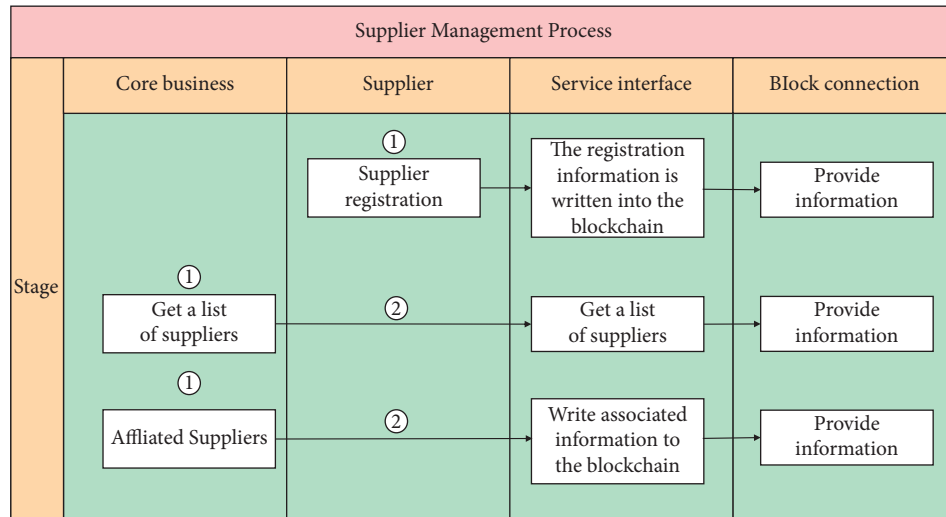 Supplier Management Process
Core business
Supplier
Service interface
Block connection
Stage
①
Supplier
registration
The registration
information is
written into the
blockchain
Provide
information
①
Get a list
of suppliers
②
Get a list
of suppliers
Provide
information
①
Affliated Suppliers
②
Write associated
information to
the blockchain
Provide
information